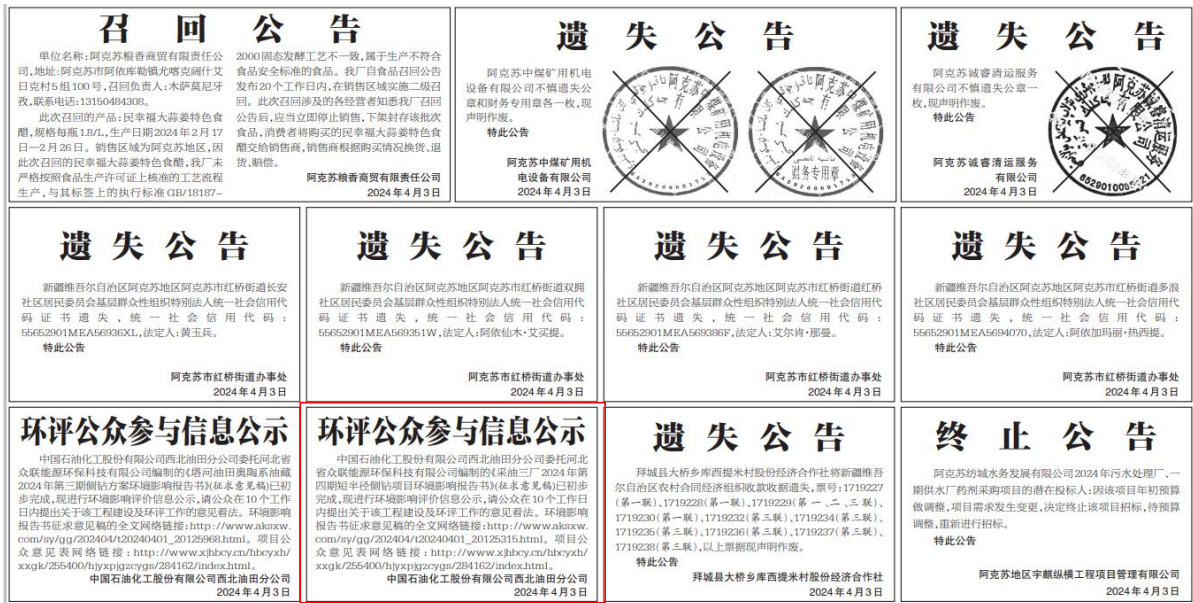 召回公告
单位名称:阿克苏粮香商贸有限责任公
司,地址:阿克苏市阿依库勒镇尤喀克阔什艾
日克村5组100号,召回负责人:木萨莫尼牙
孜,联系电话:13150484308。
此次召回的产品:民幸福大蒜姜特色食
醋,规格每瓶1.8/L,生产日期2024年2月17
日—2月26日。销售区域为阿克苏地区,因
此次召回的民幸福大蒜姜特色食醋,我厂未
严格按照食品生产许可证上核准的工艺流程
生产,与其标签上的执行标准GB/18187-
2000固态发酵工艺不一致,属于生产不符合
食品安全标准的食品。我厂自食品召回公告
发布20个工作日内,在销售区域实施二级召
回。此次召回涉及的各经营者知悉我厂召回
公告后,应当立即停止销售,下架封存该批次
食品,消费者将购买的民幸福大蒜姜特色食
醋交给销售商,销售商根据购买情况换货、退
货、赔偿。
阿克苏粮香商贸有限责任公司
2024年4月3日
遗失公告
阿克苏中煤矿用机电
设备有限公司不慎遗失公
章和财务专用章各一枚,现
声明作废。
特此公告
阿克苏中煤矿用机
电设备有限公司
2024年4月3日
财务专用章
遗失公告
阿克苏诚睿清运服务
有限公司不慎遗失公章一
枚,现声明作废。
特此公告
阿克苏诚睿清运服务
有限公司
2024年4月3日
遗失公告
新疆维吾尔自治区阿克苏地区阿克苏市红桥街道长安
社区居民委员会基层群众性组织特别法人统一社会信用代
码证书遗失,统一社会信用代码:
55652901MEA56936XL,法定人:黄玉兵。
特此公告
阿克苏市红桥街道办事处
2024年4月3日
遗失公告
新疆维吾尔自治区阿克苏地区阿克苏市红桥街道双拥
社区居民委员会基层群众性组织特别法人统一社会信用代
码证书遗失,统一社会信用代码:
55652901MEA569351W,法定人:阿依仙木·艾买提。
特此公告
阿克苏市红桥街道办事处
2024年4月3日
遗失公告
新疆维吾尔自治区阿克苏地区阿克苏市红桥街道红桥
社区居民委员会基层群众性组织特别法人统一社会信用代
码证书遗失,统一社会信用代码:
55652901MEA569386F,法定人:艾尔肯·那曼。
特此公告
阿克苏市红桥街道办事处
2024年4月3日
遗失公告
新疆维吾尔自治区阿克苏地区阿克苏市红桥街道多浪
社区居民委员会基层群众性组织特别法人统一社会信用代
码证书遗失,统一社会信用代码:
55652901MEA5694070,法定人:阿依加玛丽·热西提。
特此公告
阿克苏市红桥街道办事处
2024年4月3日
环评公众参与信息公示
中国石油化工股份有限公司西北油田分公司委托河北省
众联能源环保科技有限公司编制的《塔河油田奥陶系油藏
2024年第三期侧钻方案环境影响报告书》(征求意见稿)已初
步完成,现进行环境影响评价信息公示,请公众在10个工作
日内提出关于该工程建设及环评工作的意见看法。环境影响
报告书征求意见稿的全文网络链接:http://www.aksxw.
com/sy/gg/202404/t20240401_20125968.html。项目公
众意见表网络链接:http://www.xjhbcy.cn/hbcyxh/
xxgk/255400/hjyxpjgzcygs/284162/index.html。
中国石油化工股份有限公司西北油田分公司
2024年4月3日
环评公众参与信息公示
中国石油化工股份有限公司西北油田分公司委托河北
省众联能源环保科技有限公司编制的《采油三厂2024年第
四期短半径侧钻项目环境影响报告书》(征求意见稿)已初步
完成,现进行环境影响评价信息公示,请公众在10个工作日
内提出关于该工程建设及环评工作的意见看法。环境影响
报告书征求意见稿的全文网络链接:http://www.aksxw.
com/sy/gg/202404/t20240401_20125315.html。项目公
众意见表网络链接:http://www.xjhbcy.cn/hbcyxh/
xxgk/255400/hjyxpjgzcygs/284162/index.html。
中国石油化工股份有限公司西北油田分公司
2024年4月3日
遗失公告
拜城县大桥乡库西提米村股份经济合作社将新疆维吾
尔自治区农村合同经济组织收款收据遗失,票号:1719227
(第一联)、1719228(第一联)、1719229(第一、二、三联)、
1719230(第一联)、1719232(第三联)、1719234(第三联)、
1719235(第三联)、1719236(第三联)、1719237(第三联)、
1719238(第三联),以上票据现声明作废。
特此公告
拜城县大桥乡库西提米村股份经济合作社
2024年4月3日
终止公告
阿克苏纺城水务发展有限公司2024年污水处理厂、一
期供水厂药剂采购项目的潜在投标人:因该项目年初预算
做调整,项目需求发生变更,决定终止该项目招标,待预算
调整,重新进行招标。
特此公告
阿克苏地区宇麒纵横工程项目管理有限公司
2024年4月3日